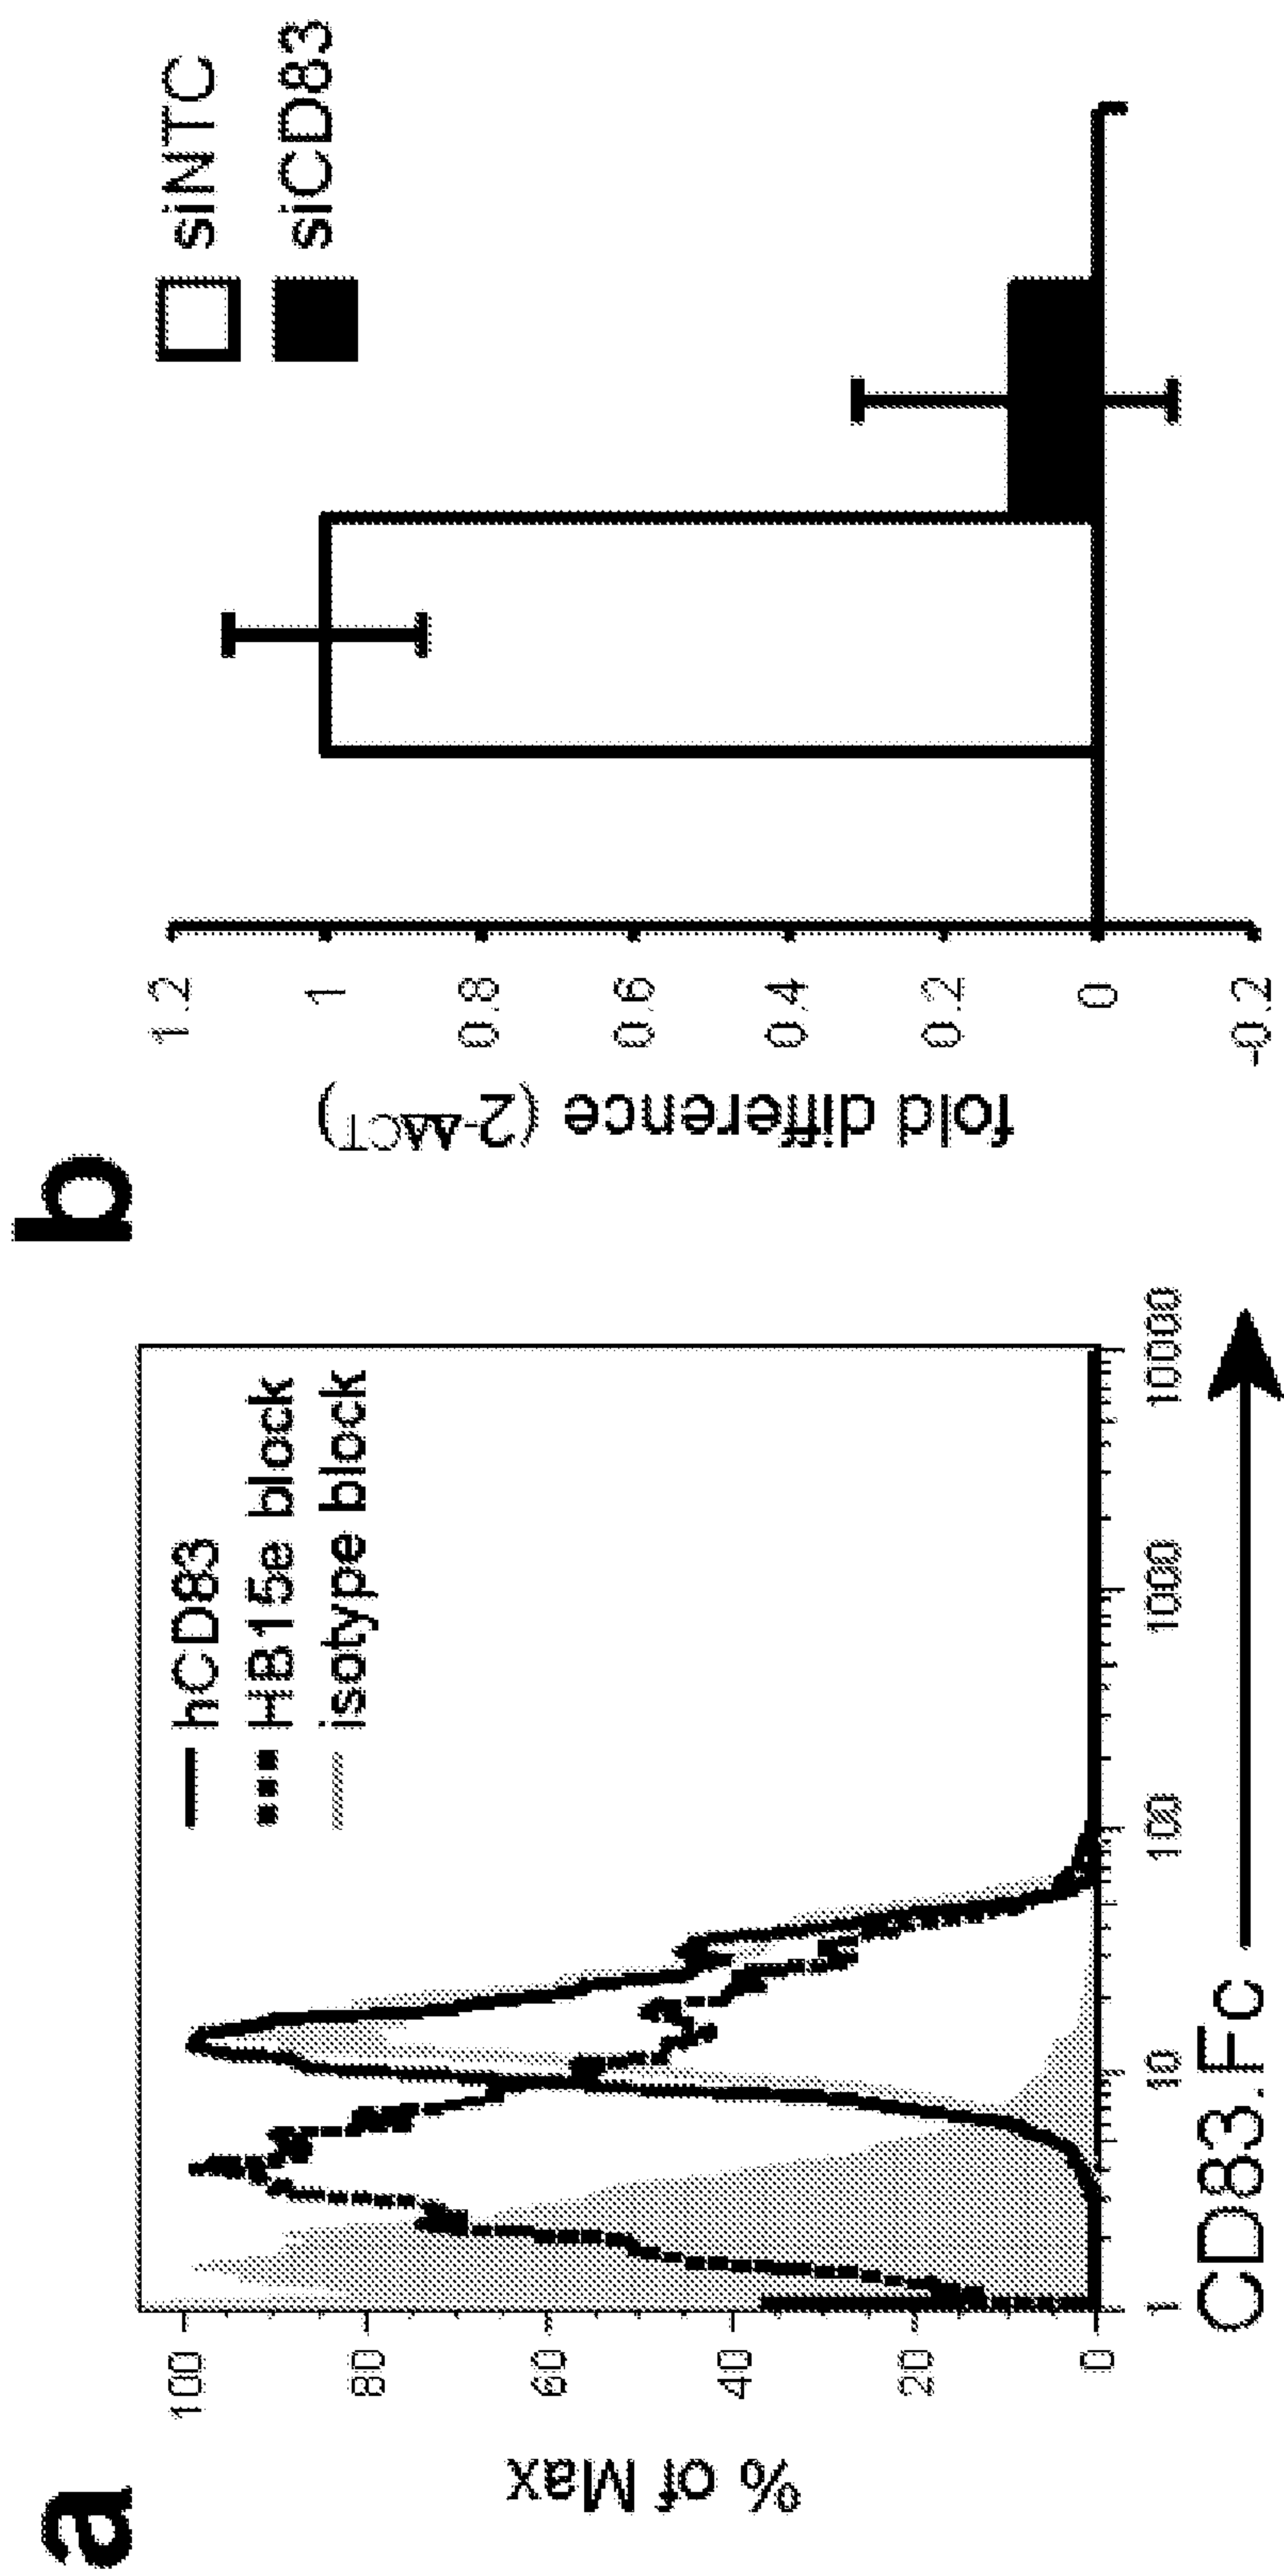 a
% of Max
100
80
60
40
20
0
hCD83
HB15e block
isotype block
1
10
100
1000
10000
CD83.Fc
b
fold difference (2-ΔΔCT)
1.2
1
0.8
0.6
0.4
0.2
0
-0.2
siNTC
siCD83